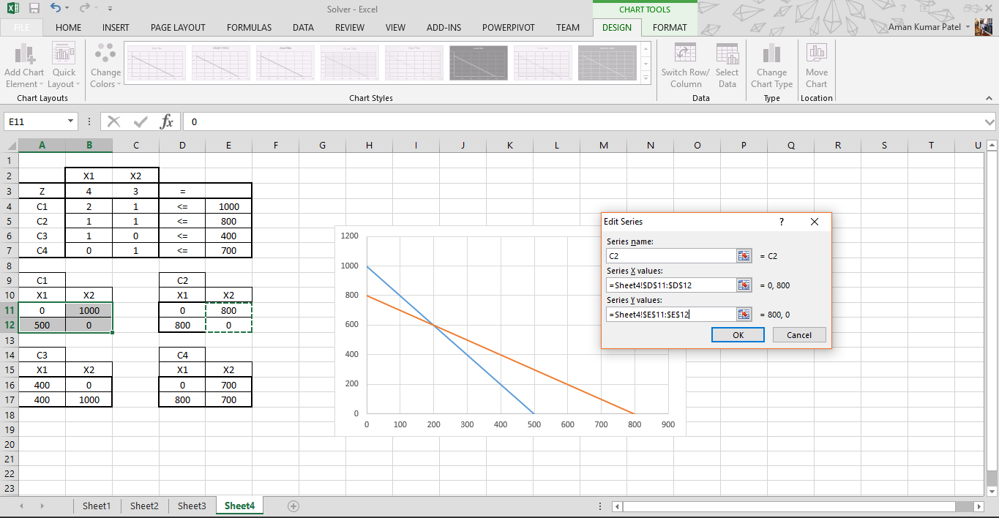 Solver - Excel
CHART TOOLS
?
FILE HOME INSERT PAGE LAYOUT FORMULAS DATA REVIEW VIEW ADD-INS POWERPIVOT TEAM DESIGN FORMAT Aman Kumar Patel
Add Chart Element
Quick Layout
Change Colors
Switch Row/ Column
Select Data
Change Chart Type
Move Chart
Chart Layouts Chart Styles Data Type Location
E11 fx 0
A B C D E F G H I J K L M N O P Q R S T U
1
2 X1 X2
3 Z 4 3 =
4 C1 2 1 <= 1000
5 C2 1 1 <= 800
6 C3 1 0 <= 400
7 C4 0 1 <= 700
8
9 C1 C2
10 X1 X2 X1 X2
11 0 1000 0 800
12 500 0 800 0
13
14 C3 C4
15 X1 X2 X1 X2
16 400 0 0 700
17 400 1000 800 700
18
19
20
21
22
23
1200
1000
800
600
400
200
0
0 100 200 300 400 500 600 700 800 900
Edit Series ?
Series name:
C2 = C2
Series X values:
=Sheet4!$D$11:$D$12 = 0, 800
Series Y values:
=Sheet4!$E$11:$E$12 = 800, 0
OK Cancel
Sheet1 Sheet2 Sheet3 Sheet4